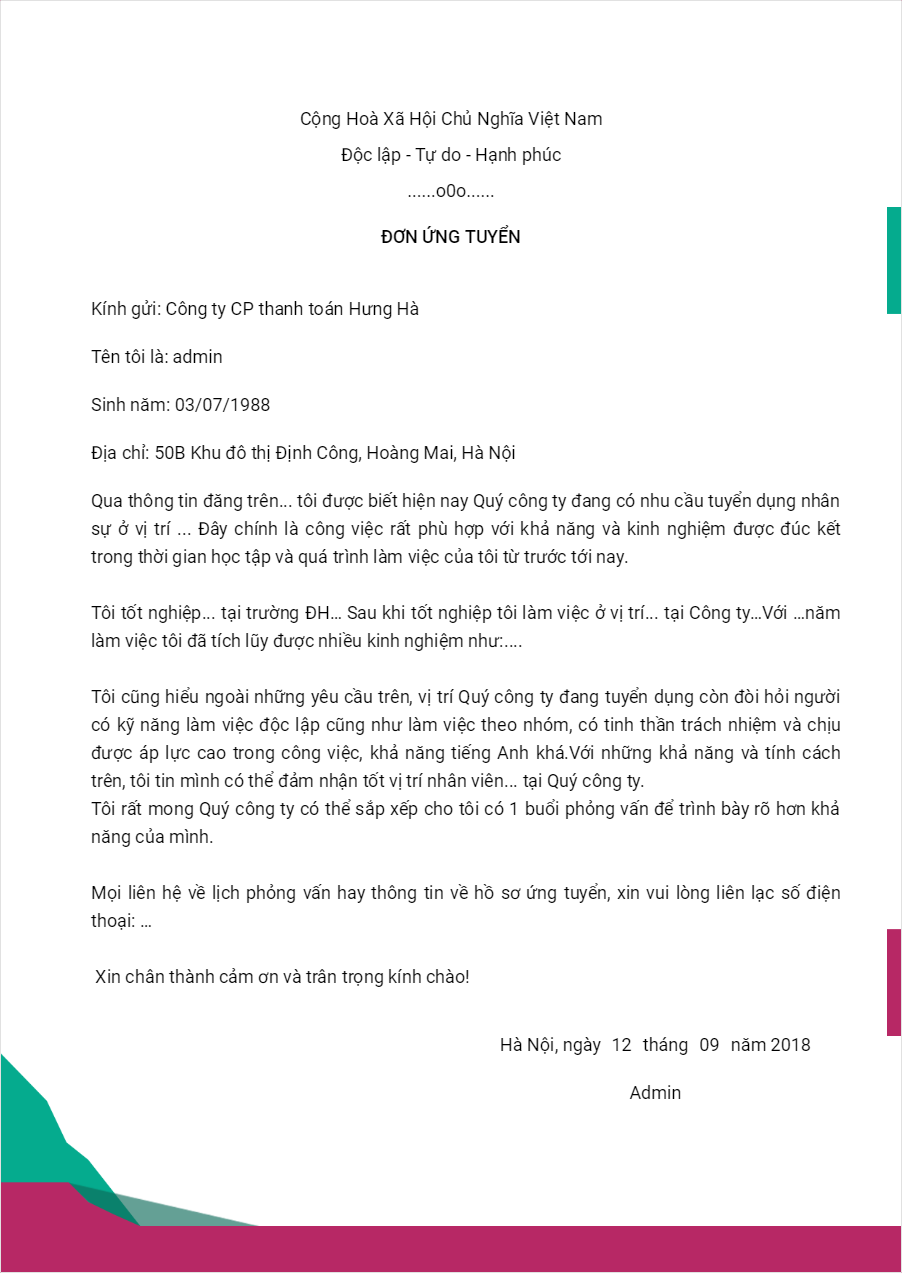 Cộng Hoà Xã Hội Chủ Nghĩa Việt Nam
Độc lập - Tự do - Hạnh phúc
......o0o......
ĐƠN ỨNG TUYỂN
Kính gửi: Công ty CP thanh toán Hưng Hà
Tên tôi là: admin
Sinh năm: 03/07/1988
Địa chỉ: 50B Khu đô thị Định Công, Hoàng Mai, Hà Nội
Qua thông tin đăng trên... tôi được biết hiện nay Quý công ty đang có nhu cầu tuyển dụng nhân
sự ở vị trí ... Đây chính là công việc rất phù hợp với khả năng và kinh nghiệm được đúc kết
trong thời gian học tập và quá trình làm việc của tôi từ trước tới nay.
Tôi tốt nghiệp... tại trường ĐH… Sau khi tốt nghiệp tôi làm việc ở vị trí... tại Công ty…Với …năm
làm việc tôi đã tích lũy được nhiều kinh nghiệm như:....
Tôi cũng hiểu ngoài những yêu cầu trên, vị trí Quý công ty đang tuyển dụng còn đòi hỏi người
có kỹ năng làm việc độc lập cũng như làm việc theo nhóm, có tinh thần trách nhiệm và chịu
được áp lực cao trong công việc, khả năng tiếng Anh khá.Với những khả năng và tính cách
trên, tôi tin mình có thể đảm nhận tốt vị trí nhân viên... tại Quý công ty.
Tôi rất mong Quý công ty có thể sắp xếp cho tôi có 1 buổi phỏng vấn để trình bày rõ hơn khả
năng của mình.
Mọi liên hệ về lịch phỏng vấn hay thông tin về hồ sơ ứng tuyển, xin vui lòng liên lạc số điện
thoại: …
Xin chân thành cảm ơn và trân trọng kính chào!
Hà Nội, ngày 12 tháng 09 năm 2018
Admin